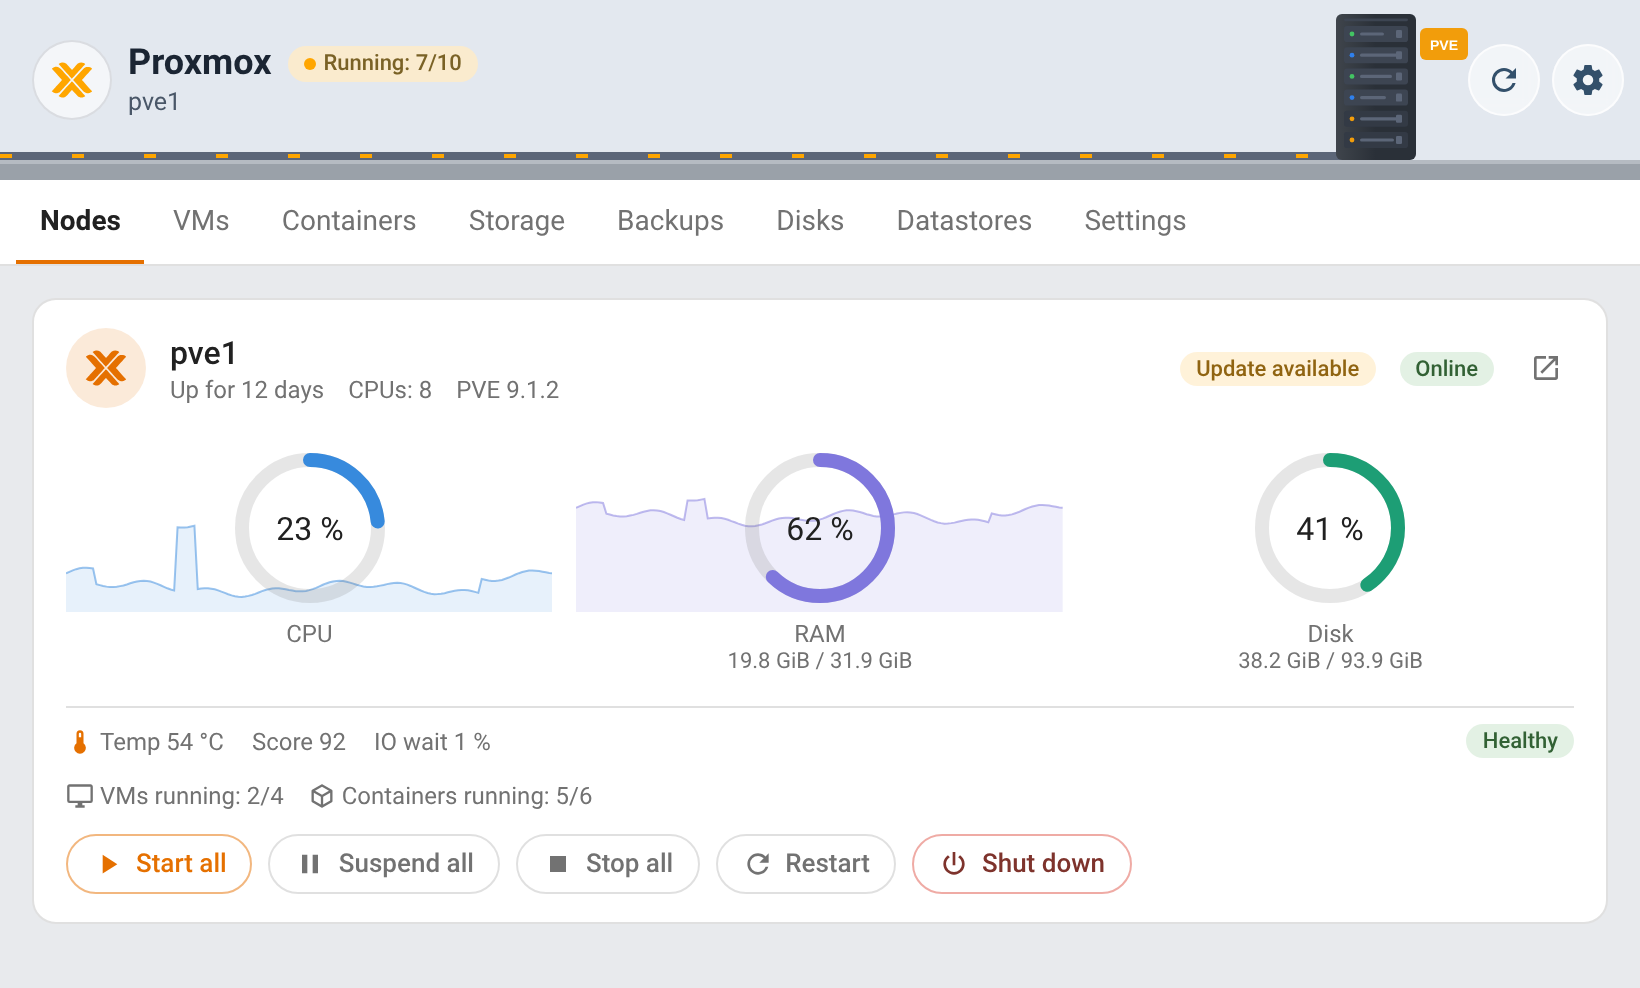 Proxmox
Running: 7/10
pve1
PVE
Nodes VMs Containers Storage Backups Disks Datastores Settings
pve1
Up for 12 days CPUs: 8 PVE 9.1.2
Update available
Online
23 %
62 %
41 %
CPU
RAM
19.8 GiB / 31.9 GiB
Disk
38.2 GiB / 93.9 GiB
Temp 54 °C Score 92 IO wait 1 %
Healthy
VMs running: 2/4 Containers running: 5/6
Start all Suspend all Stop all Restart Shut down